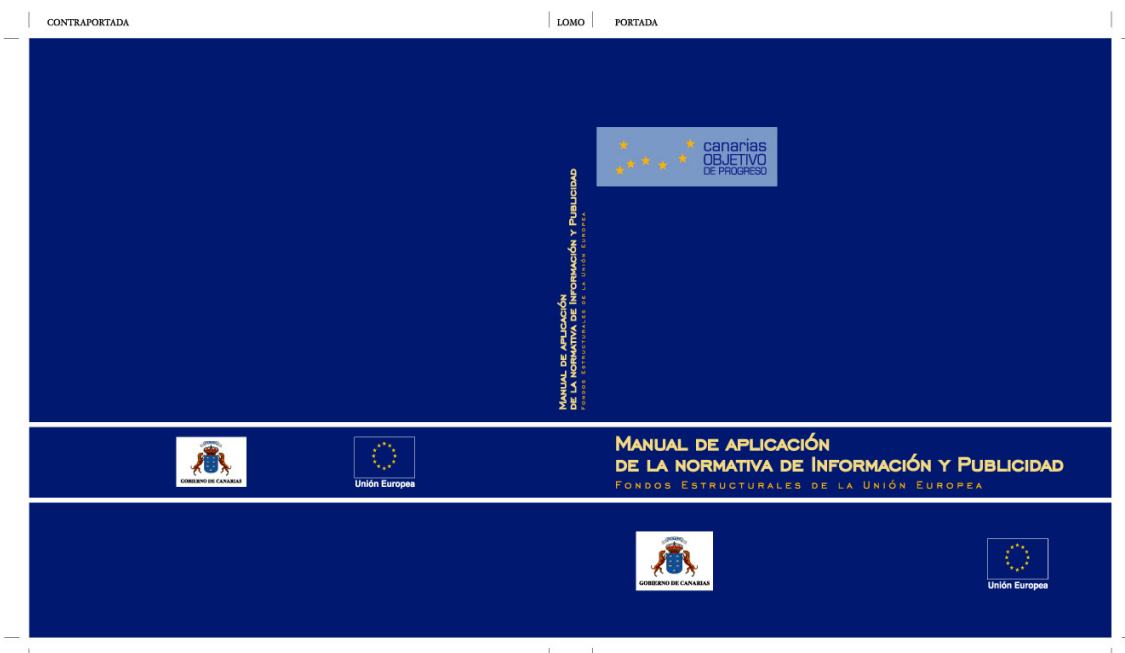 CONTRAPORTADA
LOMO
PORTADA
canarias
OBJETIVO
DE PROGRESO
MANUAL DE APLICACIÓN
DE LA NORMATIVA DE INFORMACIÓN Y PUBLICIDAD
FONDOS ESTRUCTURALES DE LA UNIÓN EUROPEA
GOBIERNO DE CANARIAS
Unión Europea
MANUAL DE APLICACIÓN
DE LA NORMATIVA DE INFORMACIÓN Y PUBLICIDAD
FONDOS ESTRUCTURALES DE LA UNIÓN EUROPEA
GOBIERNO DE CANARIAS
Unión Europea